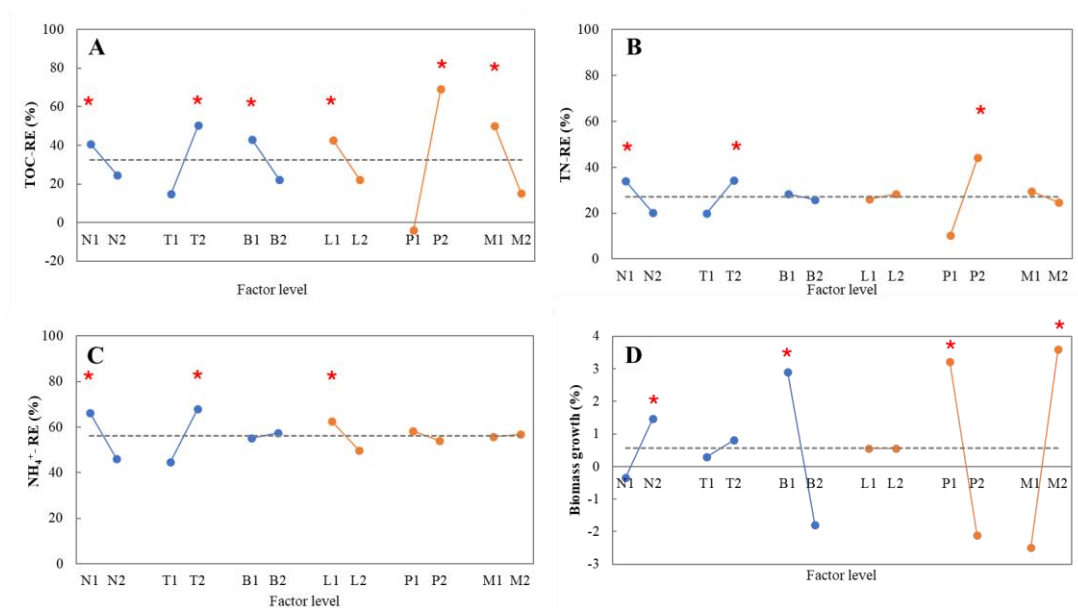 A
TOC-RE (%)
100
80
60
40
20
0
-20
* * * * * *
N1 N2 T1 T2 B1 B2 L1 L2 P1 P2 M1 M2
Factor level
B
TN-RE (%)
100
80
60
40
20
0
* * *
N1 N2 T1 T2 B1 B2 L1 L2 P1 P2 M1 M2
Factor level
C
NH₄⁺- RE (%)
100
80
60
40
20
0
* * *
N1 N2 T1 T2 B1 B2 L1 L2 P1 P2 M1 M2
Factor level
D
Biomass growth (%)
4
3
2
1
0
-1
-2
-3
* * * *
N1 N2 T1 T2 B1 B2 L1 L2 P1 P2 M1 M2
Factor level